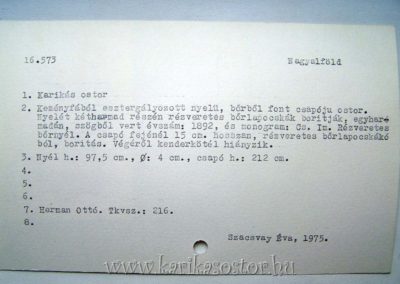 16.573 Nagyalföld
1. Karikás ostor
2. Keményfából esztergályozott nyelű, bőrből font csapóju ostor.
Nyelét kétharmad részén rézveretes bőrlapocskák borítják, egyhar
madán, szögből vert évszám: 1892, és monogram: Cs. Im. Rézveretes
bőrnyél. A csapó fejénél 15 cm. hosszan, rézveretes bőrlapocskákó
ból, borítás. Végéről kenderkötél hiányzik.
3. Nyél h.: 97,5 cm., Ø: 4 cm., csapó h.: 212 cm.
4.
5.
6.
7. Herman Ottó. Tkvsz.: 216.
8.
Szacsvay Éva, 1975.
www.karikasostor.hu